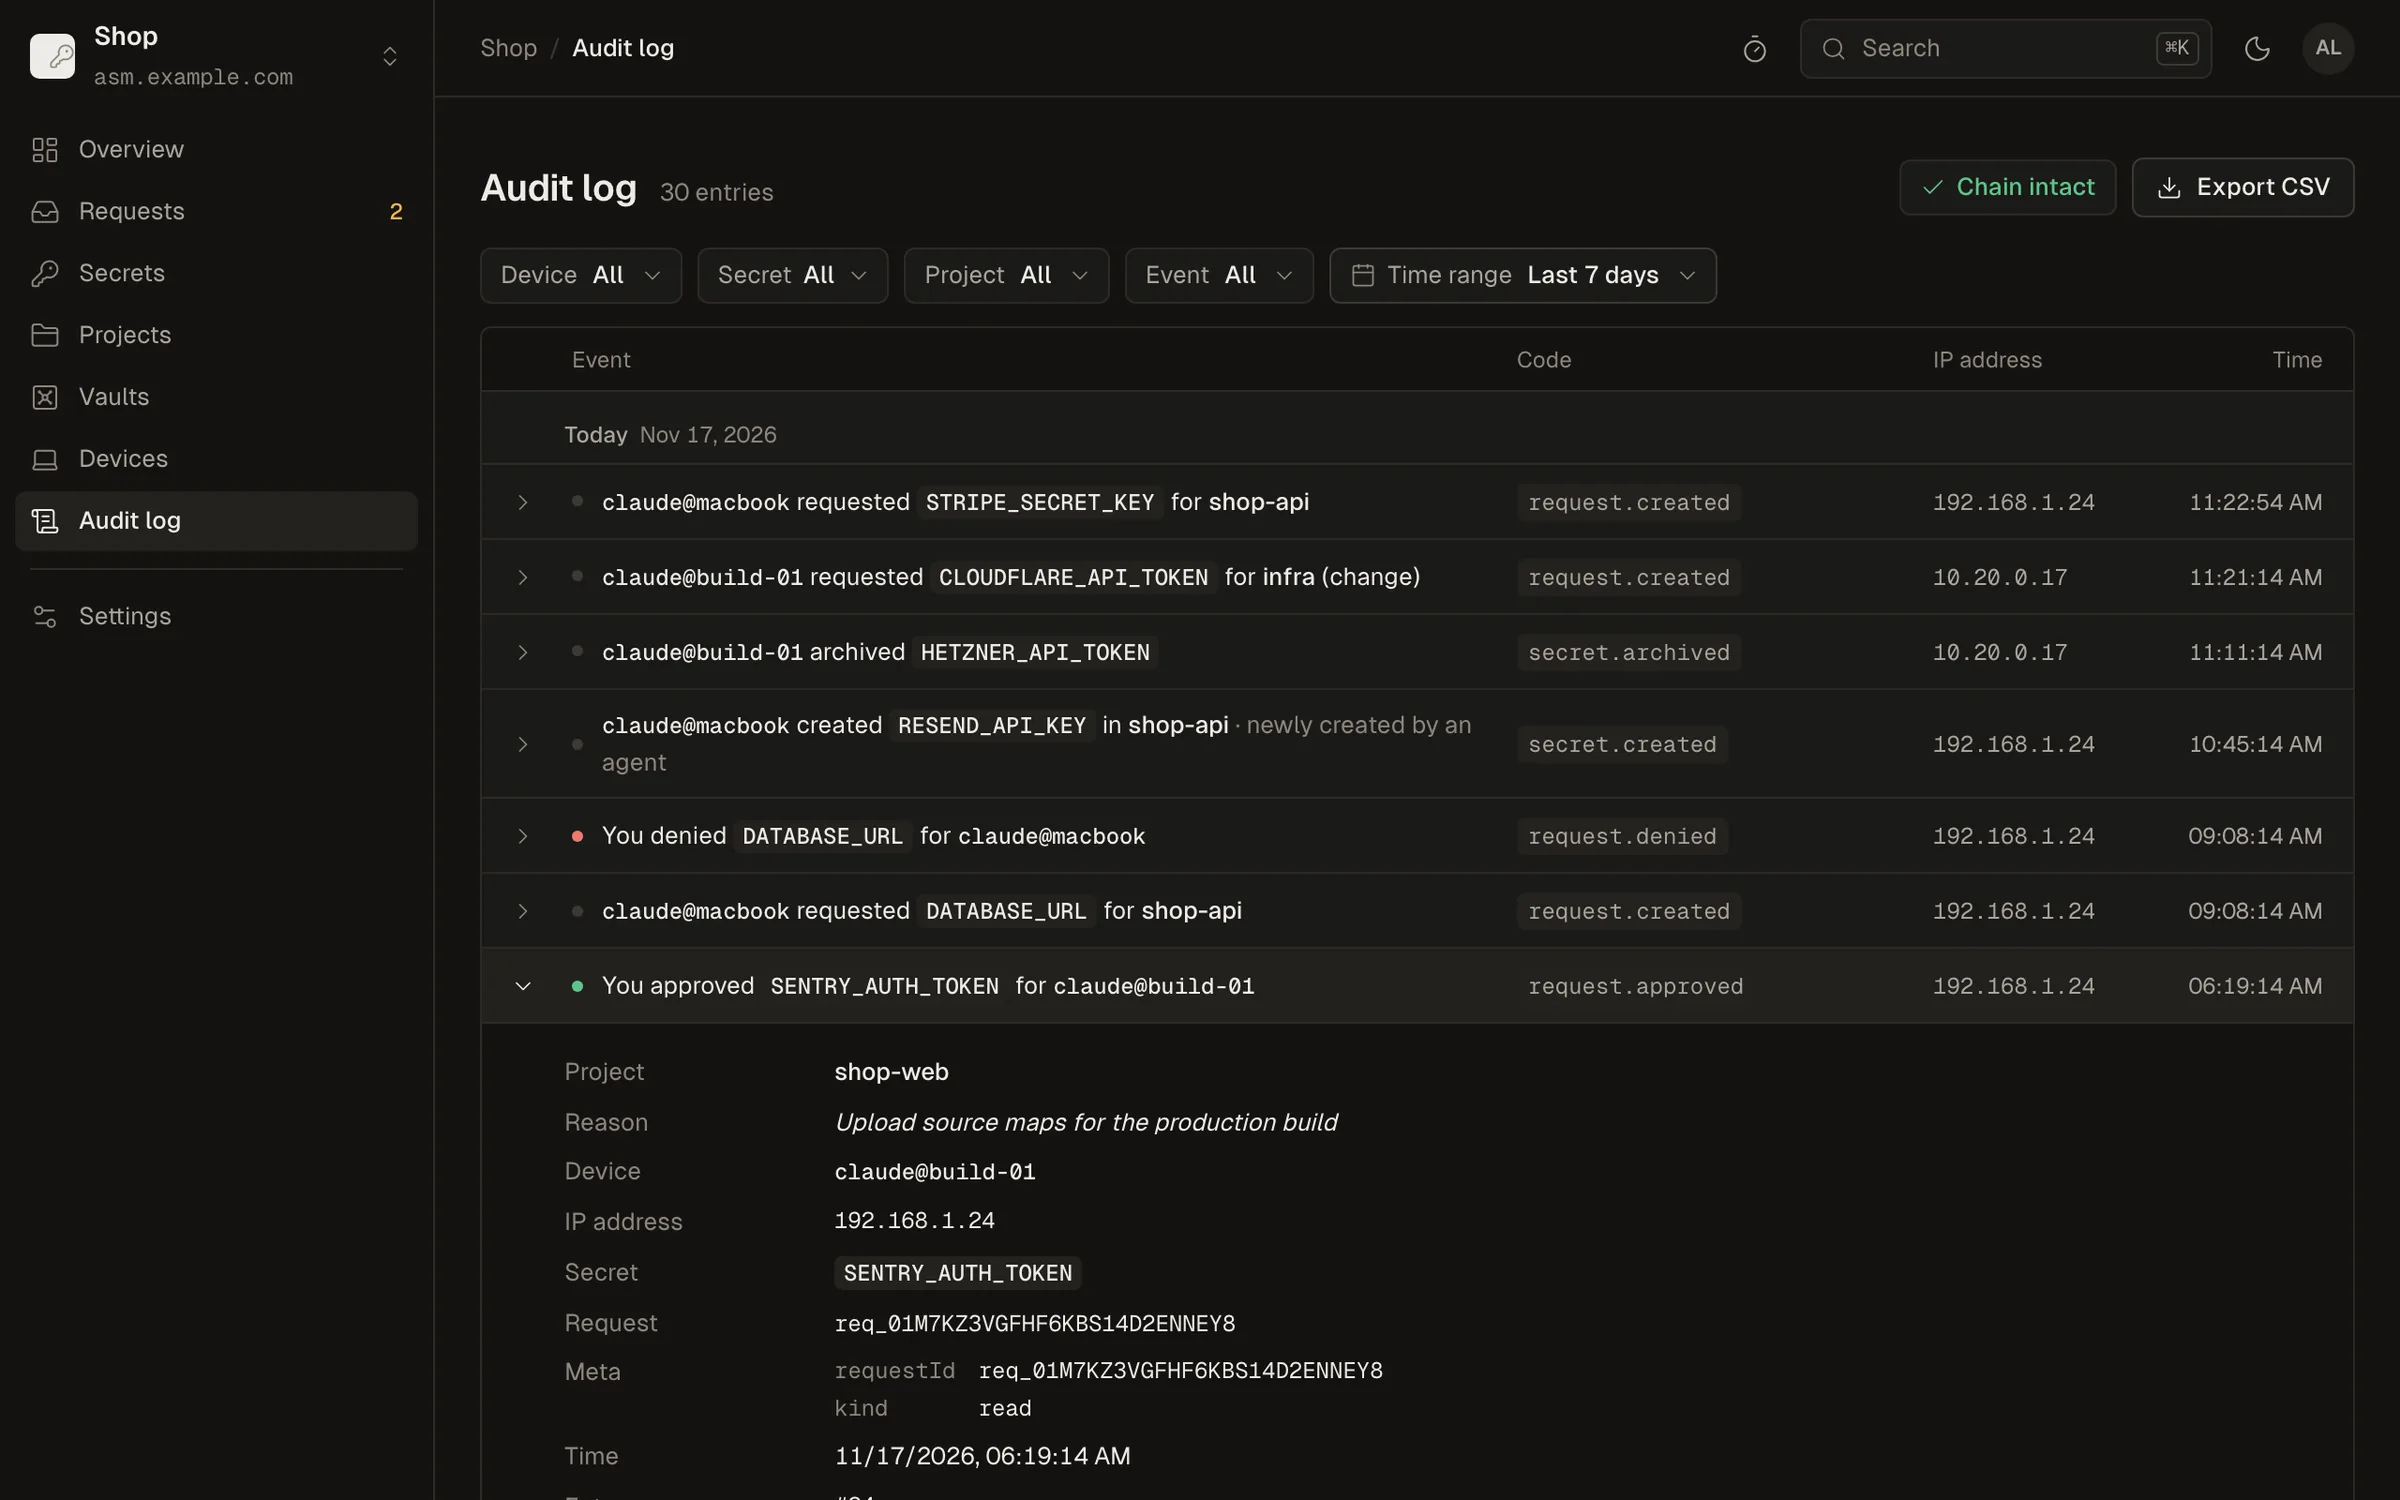 Shop
asm.example.com
Overview
Requests 2
Secrets
Projects
Vaults
Devices
Audit log
Settings
Shop / Audit log
Search ⌘K
AL
Audit log 30 entries
Chain intact
Export CSV
Device All
Secret All
Project All
Event All
Time range Last 7 days
Event Code IP address Time
Today Nov 17, 2026
claude@macbook requested STRIPE_SECRET_KEY for shop-api request.created 192.168.1.24 11:22:54 AM
claude@build-01 requested CLOUDFLARE_API_TOKEN for infra (change) request.created 10.20.0.17 11:21:14 AM
claude@build-01 archived HETZNER_API_TOKEN secret.archived 10.20.0.17 11:11:14 AM
claude@macbook created RESEND_API_KEY in shop-api · newly created by an
agent
secret.created 192.168.1.24 10:45:14 AM
You denied DATABASE_URL for claude@macbook request.denied 192.168.1.24 09:08:14 AM
claude@macbook requested DATABASE_URL for shop-api request.created 192.168.1.24 09:08:14 AM
You approved SENTRY_AUTH_TOKEN for claude@build-01 request.approved 192.168.1.24 06:19:14 AM
Project shop-web
Reason Upload source maps for the production build
Device claude@build-01
IP address 192.168.1.24
Secret SENTRY_AUTH_TOKEN
Request req_01M7KZ3VGFHF6KBS14D2ENNEY8
Meta requestId req_01M7KZ3VGFHF6KBS14D2ENNEY8
kind read
Time 11/17/2026, 06:19:14 AM